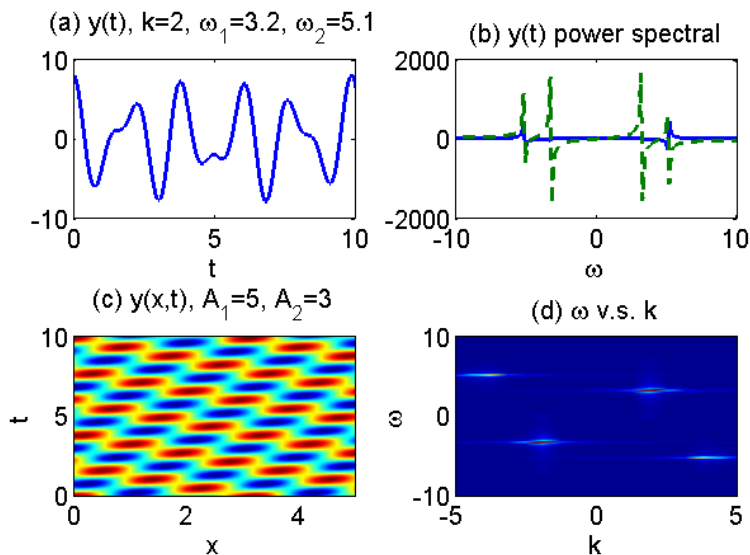 (a) y(t), k=2, ω₁=3.2, ω₂=5.1
10
0
-10
0
5
10
t
(b) y(t) power spectral
2000
0
-2000
-10
0
10
ω
(c) y(x,t), A₁=5, A₂=3
10
5
0
t
0
2
4
x
(d) ω v.s. k
10
0
-10
ω
-5
0
5
k